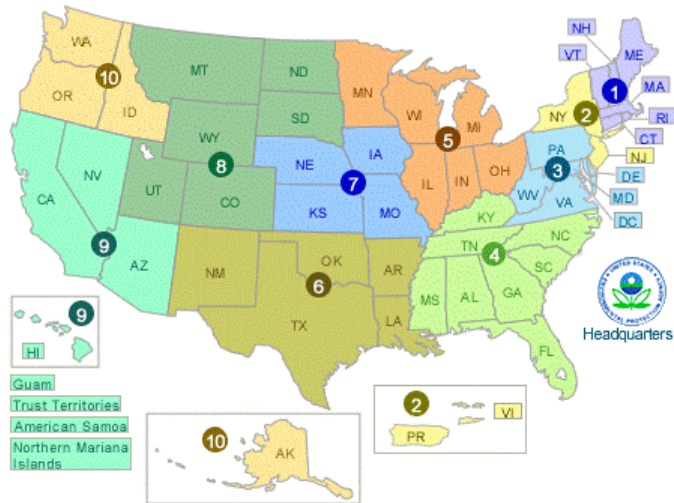 NH
WA
VT
ME
MT
ND
10
MN
OR
MA
1
ID
2
WI
SD
NY
MI
RI
WY
5
CT
IA
PA
NJ
NE
8
3
NV
7
OH
DE
IL
IN
UT
WV
MD
CO
CA
KS
MO
VA
KY
DC
9
NC
TN
4
OK
AZ
NM
AR
SC
6
MS
AL
GA
TX
9
LA
Headquarters
HI
FL
Guam
2
Trust Territories
VI
American Samoa
10
PR
Northern Mariana
Islands
AK